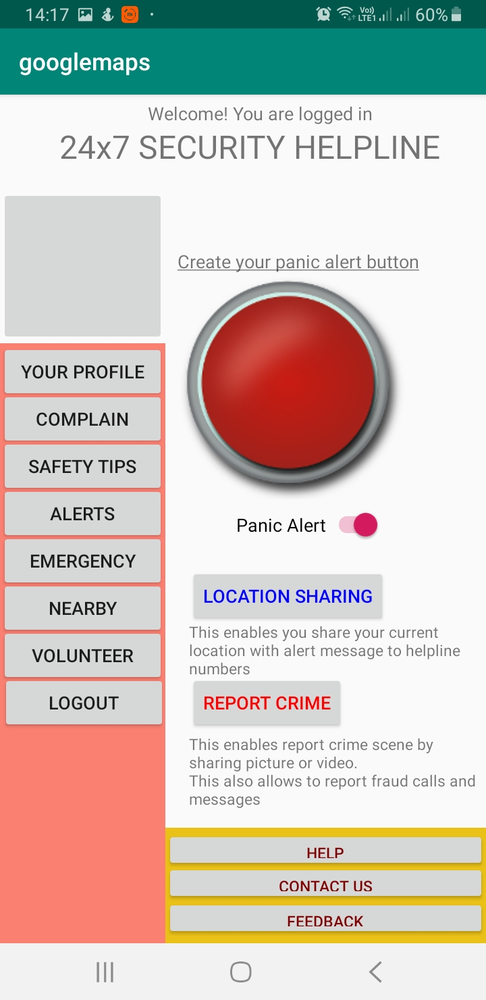 14:17
Vo)) LTE1 60%
googlemaps
Welcome! You are logged in
24x7 SECURITY HELPLINE
Create your panic alert button
YOUR PROFILE
COMPLAIN
SAFETY TIPS
ALERTS
EMERGENCY
NEARBY
VOLUNTEER
LOGOUT
Panic Alert
LOCATION SHARING
This enables you share your current
location with alert message to helpline
numbers
REPORT CRIME
This enables report crime scene by
sharing picture or video.
This also allows to report fraud calls and
messages
HELP
CONTACT US
FEEDBACK